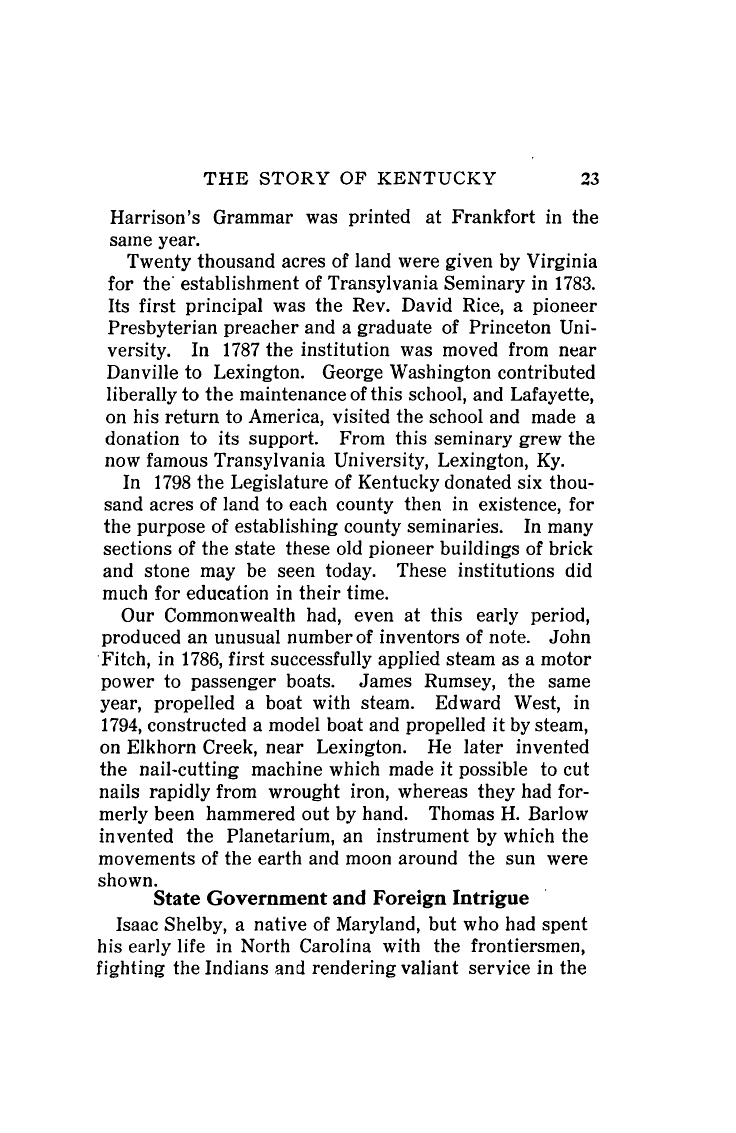 THE STORY OF KENTUCKY 23
Harrison's Grammar was printed at Frankfort in the
same year.
Twenty thousand acres of land were given by Virginia
for the establishment of Transylvania Seminary in 1783.
Its first principal was the Rev. David Rice, a pioneer
Presbyterian preacher and a graduate of Princeton Uni-
versity. In 1787 the institution was moved from near
Danville to Lexington. George Washington contributed
liberally to the maintenance of this school, and Lafayette,
on his return to America, visited the school and made a
donation to its support. From this seminary grew the
now famous Transylvania University, Lexington, Ky.
In 1798 the Legislature of Kentucky donated six thou-
sand acres of land to each county then in existence, for
the purpose of establishing county seminaries. In many
sections of the state these old pioneer buildings of brick
and stone may be seen today. These institutions did
much for education in their time.
Our Commonwealth had, even at this early period,
produced an unusual number of inventors of note. John
Fitch, in 1786, first successfully applied steam as a motor
power to passenger boats. James Rumsey, the same
year, propelled a boat with steam. Edward West, in
1794, constructed a model boat and propelled it by steam,
on Elkhorn Creek, near Lexington. He later invented
the nail-cutting machine which made it possible to cut
nails rapidly from wrought iron, whereas they had for-
merly been hammered out by hand. Thomas H. Barlow
invented the Planetarium, an instrument by which the
movements of the earth and moon around the sun were
shown.
State Government and Foreign Intrigue
Isaac Shelby, a native of Maryland, but who had spent
his early life in North Carolina with the frontiersmen,
fighting the Indians and rendering valiant service in the